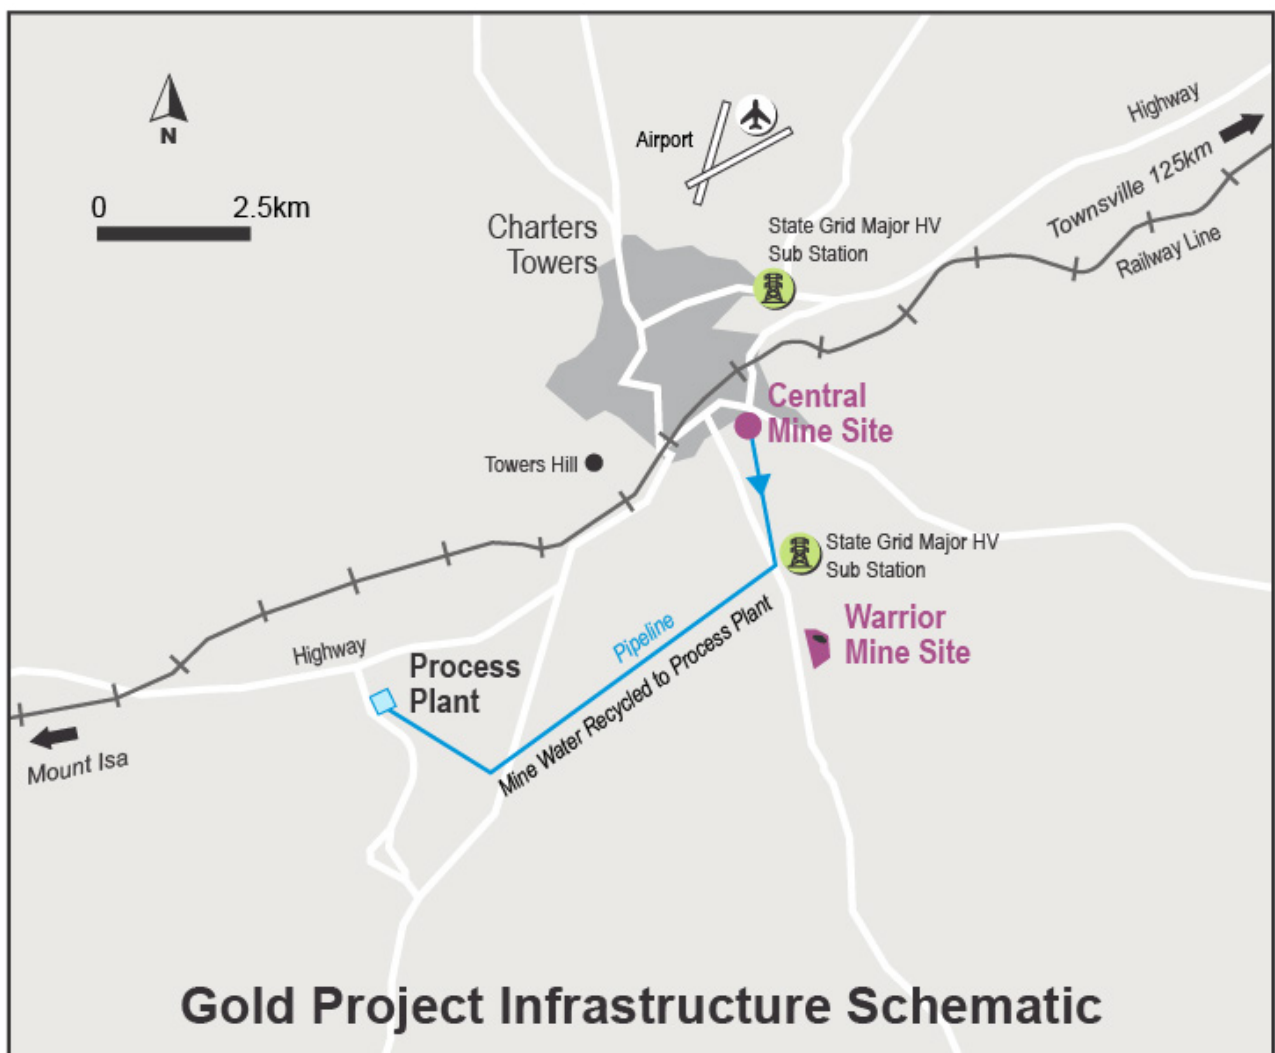 N
0 2.5km
Airport
Highway
Townsville 125km
Railway Line
Charters
Towers
State Grid Major HV
Sub Station
Central
Mine Site
Towers Hill
State Grid Major HV
Sub Station
Pipeline
Mine Water Recycled to Process Plant
Warrior
Mine Site
Highway
Process
Plant
Mount Isa
Gold Project Infrastructure Schematic